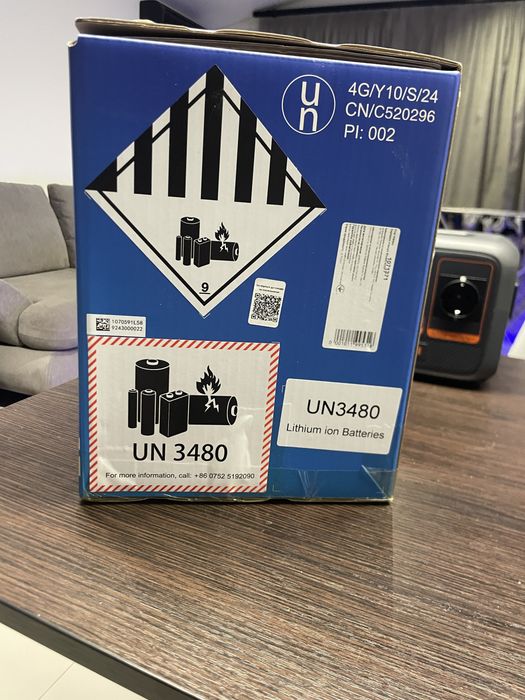 un
4G/Y10/S/24
CN/C520296
PI: 002
9
1070591LSB
9243000022
UN 3480
For more information, call: +86 0752 5192090
UN3480
Lithium ion Batteries